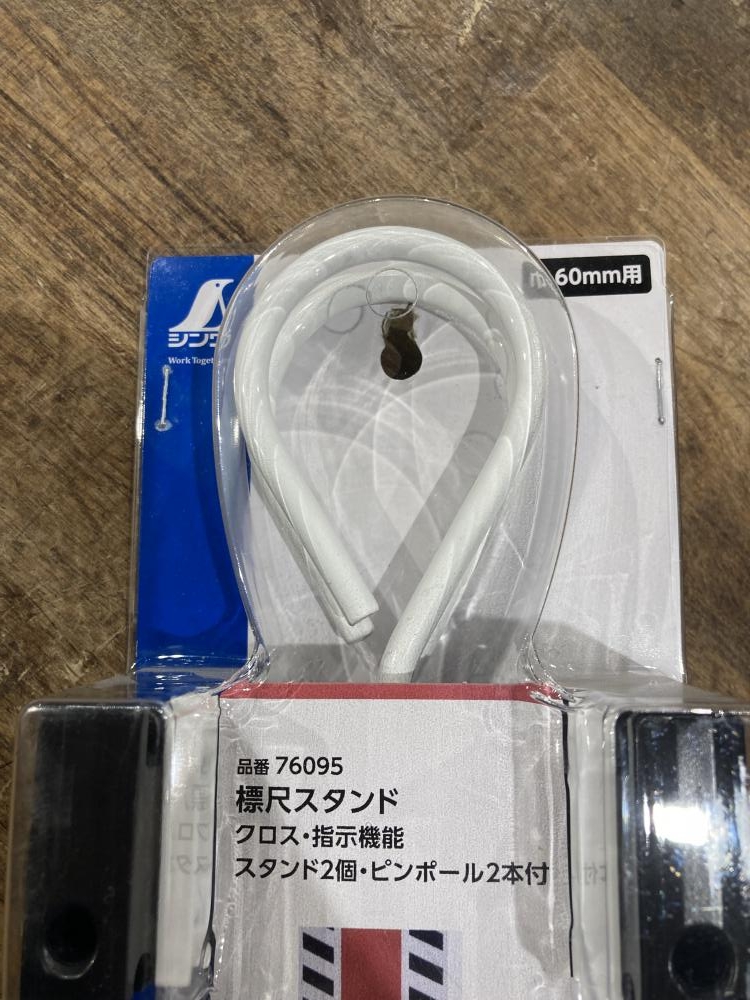 シンワ
Work Together
巾 60mm用
品番 76095
標尺スタンド
クロス・指示機能
スタンド2個・ピンポール2本付